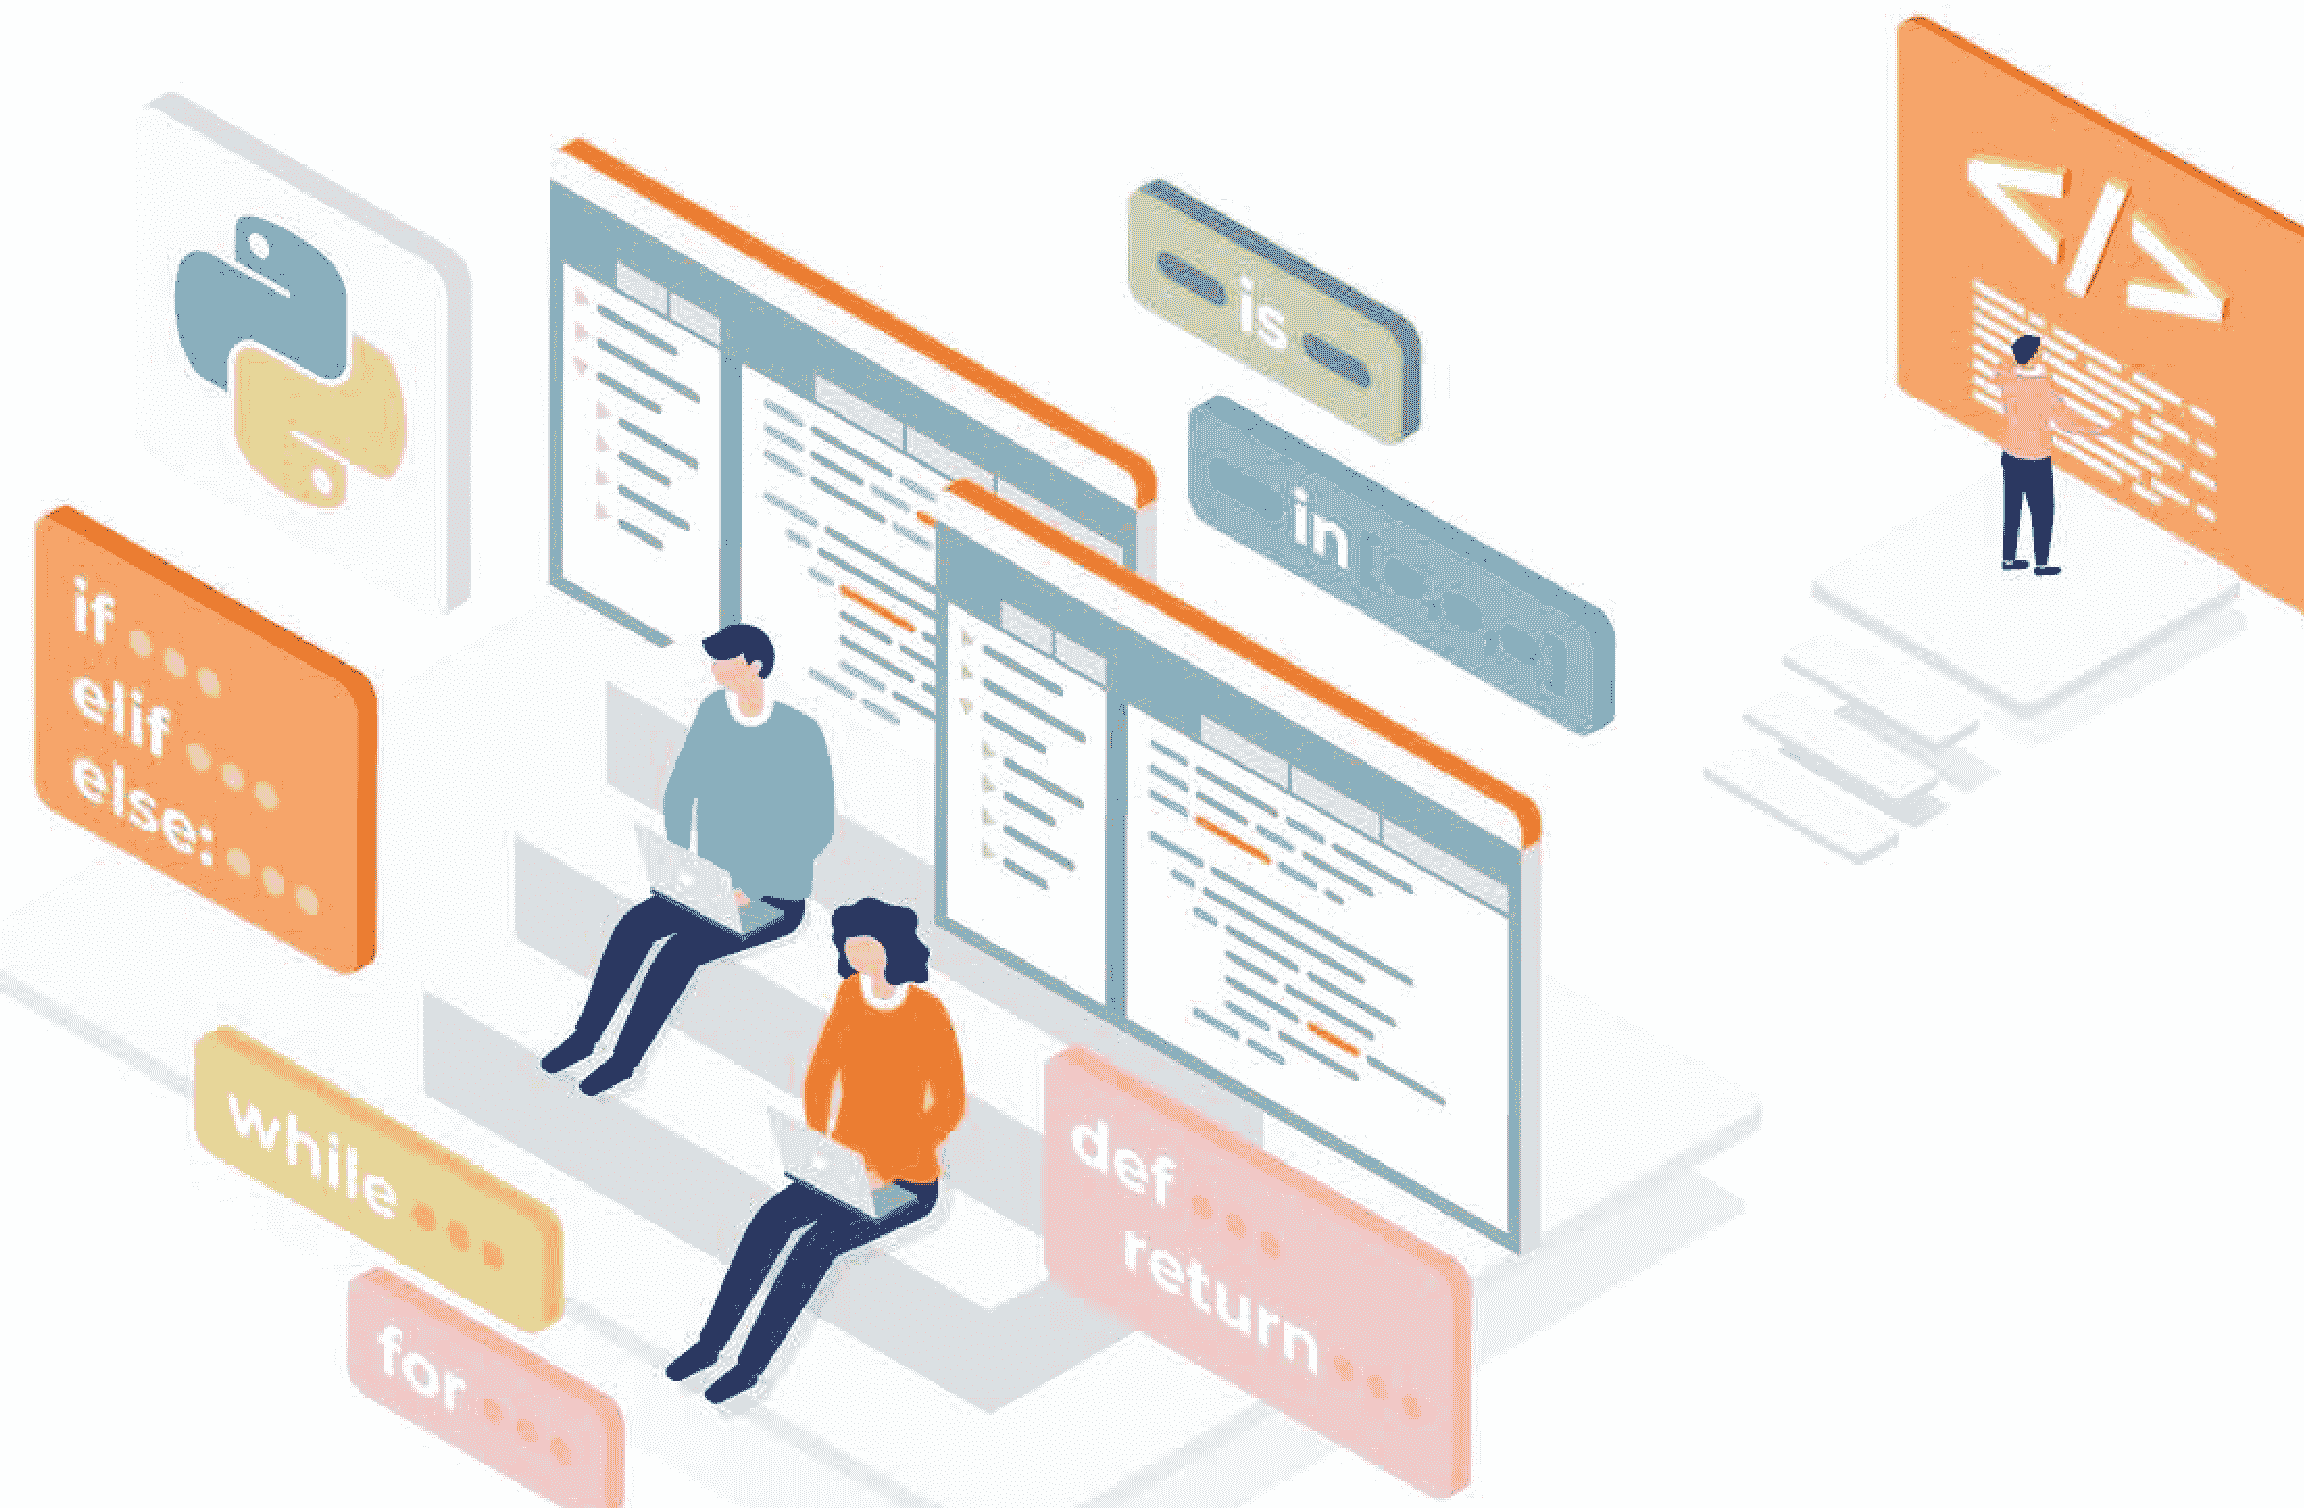 </>
is
in [    ]
if ...
elif ...
else: ...
while ...
for ...
def ...
return ...